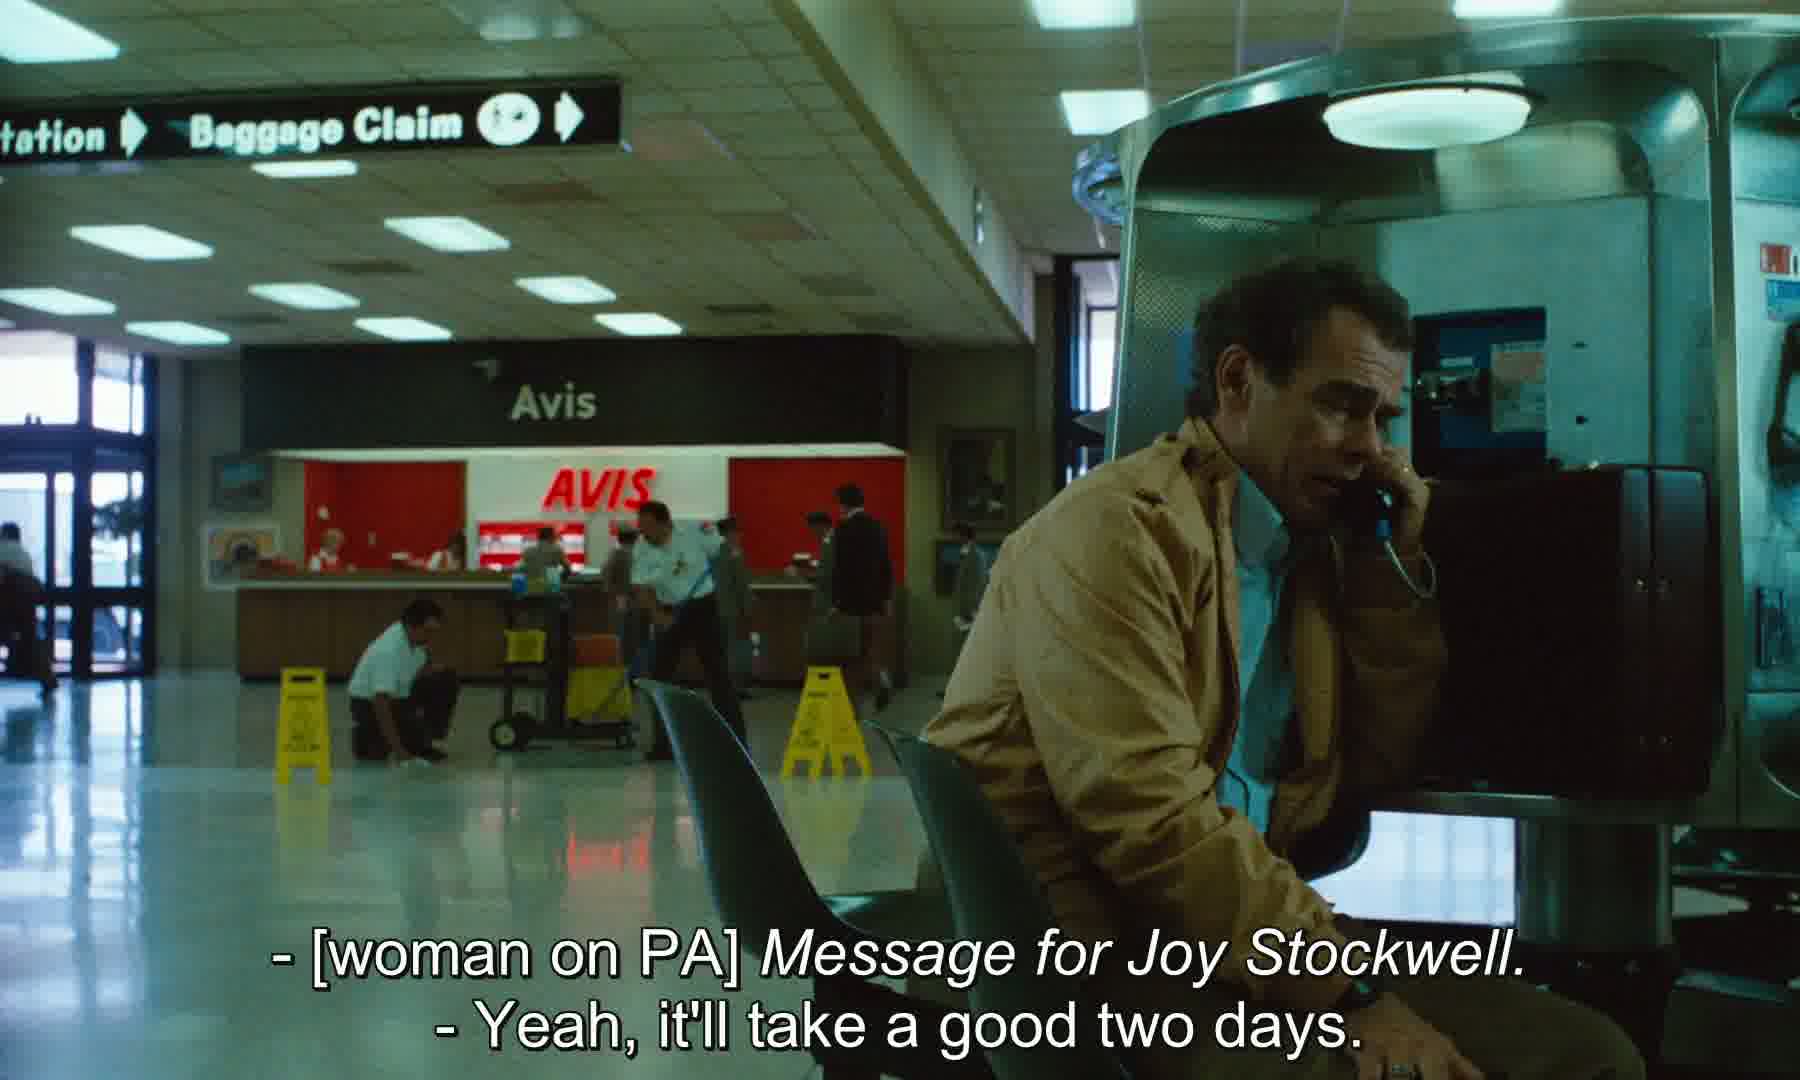 tation
Baggage Claim
Avis
AVIS
- [woman on PA] Message for Joy Stockwell.
- Yeah, it'll take a good two days.